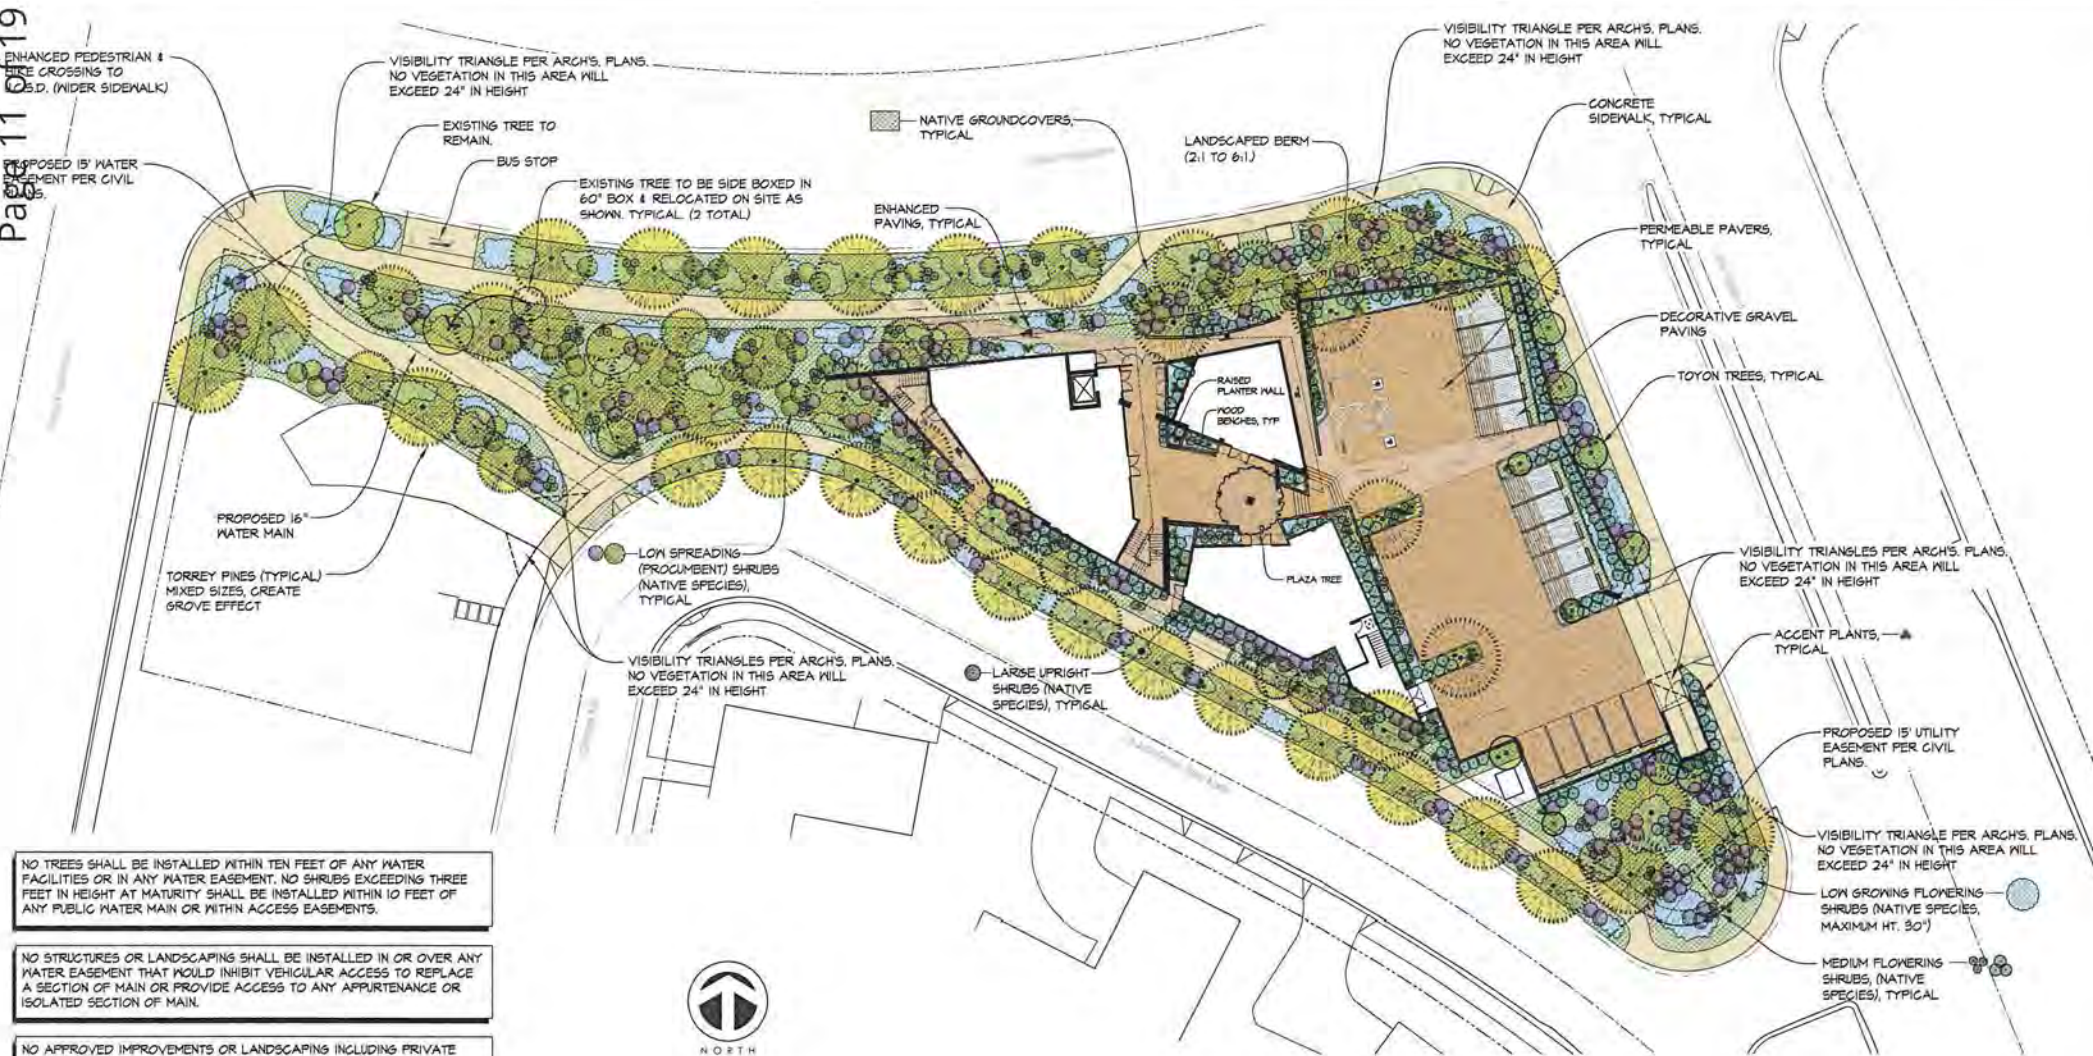 Page 11 of 19
ENHANCED PEDESTRIAN &
BIKE CROSSING TO
U.C.S.D. (WIDER SIDEWALK)
VISIBILITY TRIANGLE PER ARCH'S. PLANS.
NO VEGETATION IN THIS AREA WILL
EXCEED 24" IN HEIGHT
EXISTING TREE TO
REMAIN.
BUS STOP
PROPOSED 15' WATER
EASEMENT PER CIVIL
PLANS.
EXISTING TREE TO BE SIDE BOXED IN
60" BOX & RELOCATED ON SITE AS
SHOWN. TYPICAL. (2 TOTAL)
NATIVE GROUNDCOVERS,
TYPICAL
ENHANCED
PAVING, TYPICAL
LANDSCAPED BERM
(2:1 TO 6:1)
VISIBILITY TRIANGLE PER ARCH'S. PLANS.
NO VEGETATION IN THIS AREA WILL
EXCEED 24" IN HEIGHT
CONCRETE
SIDEWALK, TYPICAL
PERMEABLE PAVERS,
TYPICAL
DECORATIVE GRAVEL
PAVING
TOYON TREES, TYPICAL
RAISED
PLANTER WALL
WOOD
BENCHES, TYP
PLAZA TREE
PROPOSED 16"
WATER MAIN
TORREY PINES (TYPICAL)
MIXED SIZES, CREATE
GROVE EFFECT
LOW SPREADING
(PROCUMBENT) SHRUBS
(NATIVE SPECIES),
TYPICAL
VISIBILITY TRIANGLES PER ARCH'S. PLANS.
NO VEGETATION IN THIS AREA WILL
EXCEED 24" IN HEIGHT
LARGE UPRIGHT
SHRUBS (NATIVE
SPECIES), TYPICAL
VISIBILITY TRIANGLES PER ARCH'S. PLANS.
NO VEGETATION IN THIS AREA WILL
EXCEED 24" IN HEIGHT
ACCENT PLANTS,
TYPICAL
PROPOSED 15' UTILITY
EASEMENT PER CIVIL
PLANS.
VISIBILITY TRIANGLE PER ARCH'S. PLANS.
NO VEGETATION IN THIS AREA WILL
EXCEED 24" IN HEIGHT
LOW GROWING FLOWERING
SHRUBS (NATIVE SPECIES,
MAXIMUM HT. 30")
MEDIUM FLOWERING
SHRUBS, (NATIVE
SPECIES), TYPICAL
NO TREES SHALL BE INSTALLED WITHIN TEN FEET OF ANY WATER
FACILITIES OR IN ANY WATER EASEMENT. NO SHRUBS EXCEEDING THREE
FEET IN HEIGHT AT MATURITY SHALL BE INSTALLED WITHIN 10 FEET OF
ANY PUBLIC WATER MAIN OR WITHIN ACCESS EASEMENTS.
NO STRUCTURES OR LANDSCAPING SHALL BE INSTALLED IN OR OVER ANY
WATER EASEMENT THAT WOULD INHIBIT VEHICULAR ACCESS TO REPLACE
A SECTION OF MAIN OR PROVIDE ACCESS TO ANY APPURTENANCE OR
ISOLATED SECTION OF MAIN.
NO APPROVED IMPROVEMENTS OR LANDSCAPING INCLUDING PRIVATE
NORTH